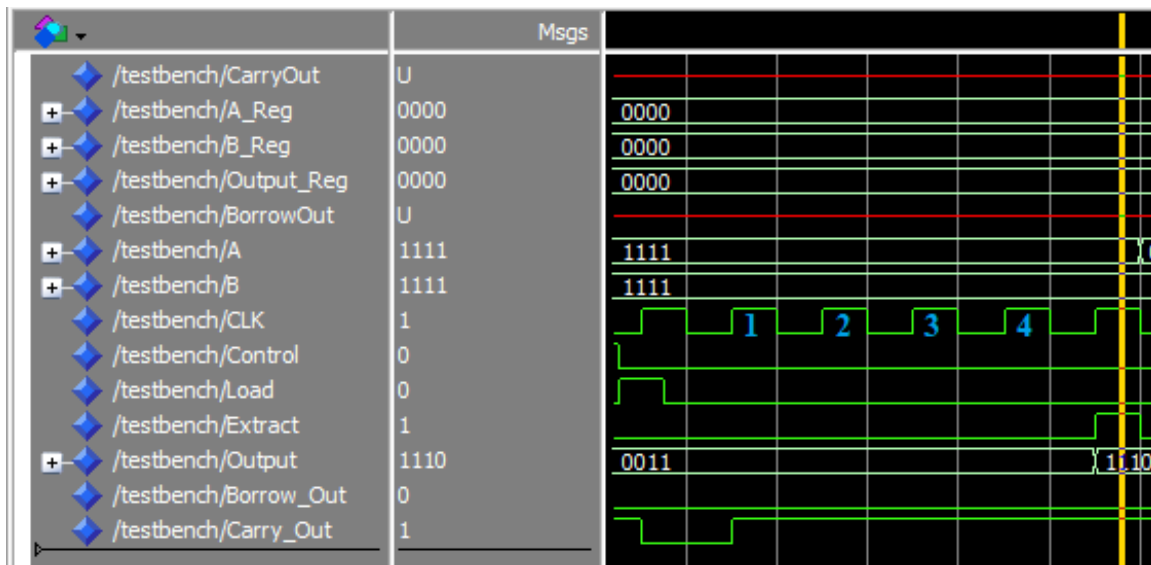 Msgs
/testbench/CarryOut U
/testbench/A_Reg 0000 0000
/testbench/B_Reg 0000 0000
/testbench/Output_Reg 0000 0000
/testbench/BorrowOut U
/testbench/A 1111 1111
/testbench/B 1111 1111
/testbench/CLK 1 1 2 3 4
/testbench/Control 0
/testbench/Load 0
/testbench/Extract 1
/testbench/Output 1110 0011 1110
/testbench/Borrow_Out 0
/testbench/Carry_Out 1